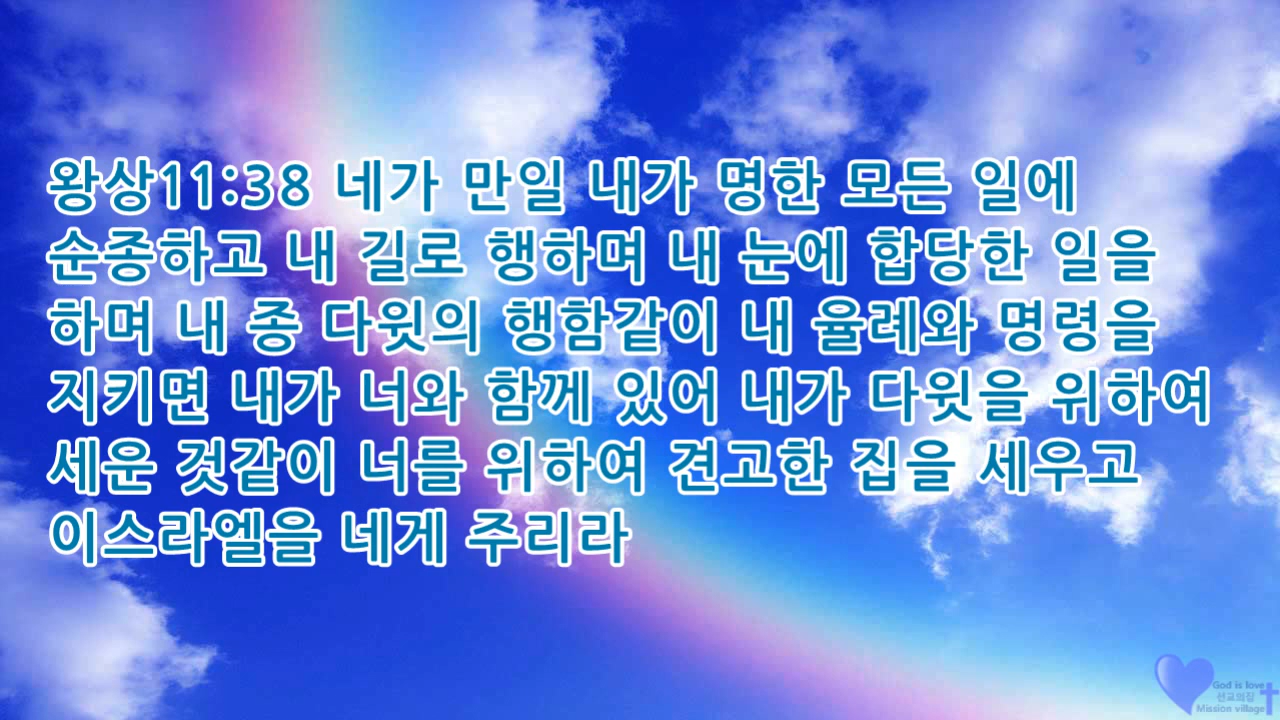 왕상11:38 네가 만일 내가 명한 모든 일에
순종하고 내 길로 행하며 내 눈에 합당한 일을
하며 내 종 다윗의 행함같이 내 율례와 명령을
지키면 내가 너와 함께 있어 내가 다윗을 위하여
세운 것같이 너를 위하여 견고한 집을 세우고
이스라엘을 네게 주리라
God is love
선교의집
Mission village